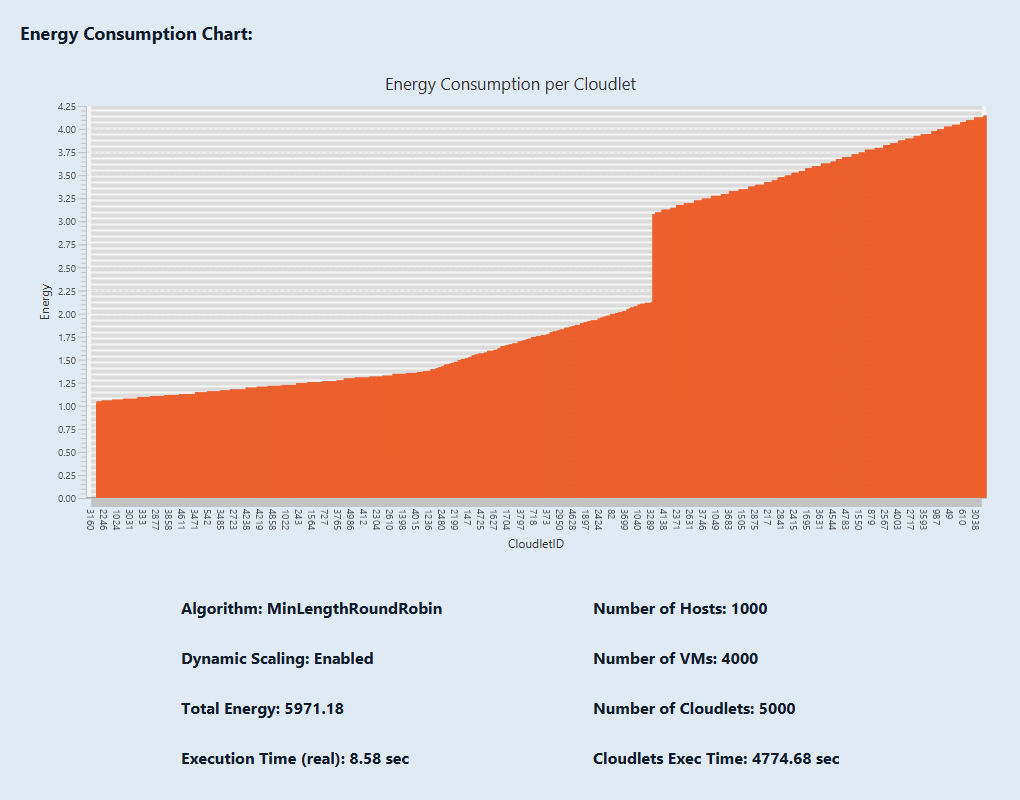 Energy Consumption Chart:
Energy Consumption per Cloudlet
4.25
4.00
3.75
3.50
3.25
3.00
2.75
2.50
2.25
2.00
1.75
1.50
1.25
1.00
0.75
0.50
0.25
0.00
Energy
3160 2246 1024 3031 333 2877 3858 4611 3471 542 3485 2723 4238 4219 4858 1022 243 1564 727 3765 4986 412 2304 2610 1398 4015 1236 2480 2199 147 4725 1627 1704 3797 718 373 2950 4628 1897 2424 82 3699 1040 3289 4138 2371 2631 3746 1049 3683 1505 2875 217 2841 2415 1695 3631 4544 4783 1550 879 2567 4003 2717 3593 987 49 610 3038
CloudletID
Algorithm: MinLengthRoundRobin
Number of Hosts: 1000
Dynamic Scaling: Enabled
Number of VMs: 4000
Total Energy: 5971.18
Number of Cloudlets: 5000
Execution Time (real): 8.58 sec
Cloudlets Exec Time: 4774.68 sec